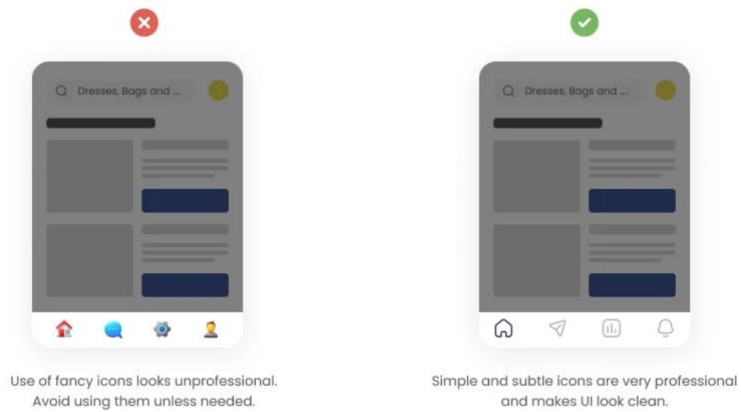 Dresses, Bags and ...
Dresses, Bags and ...
Use of fancy icons looks unprofessional.
Avoid using them unless needed.
Simple and subtle icons are very professional
and makes UI look clean.